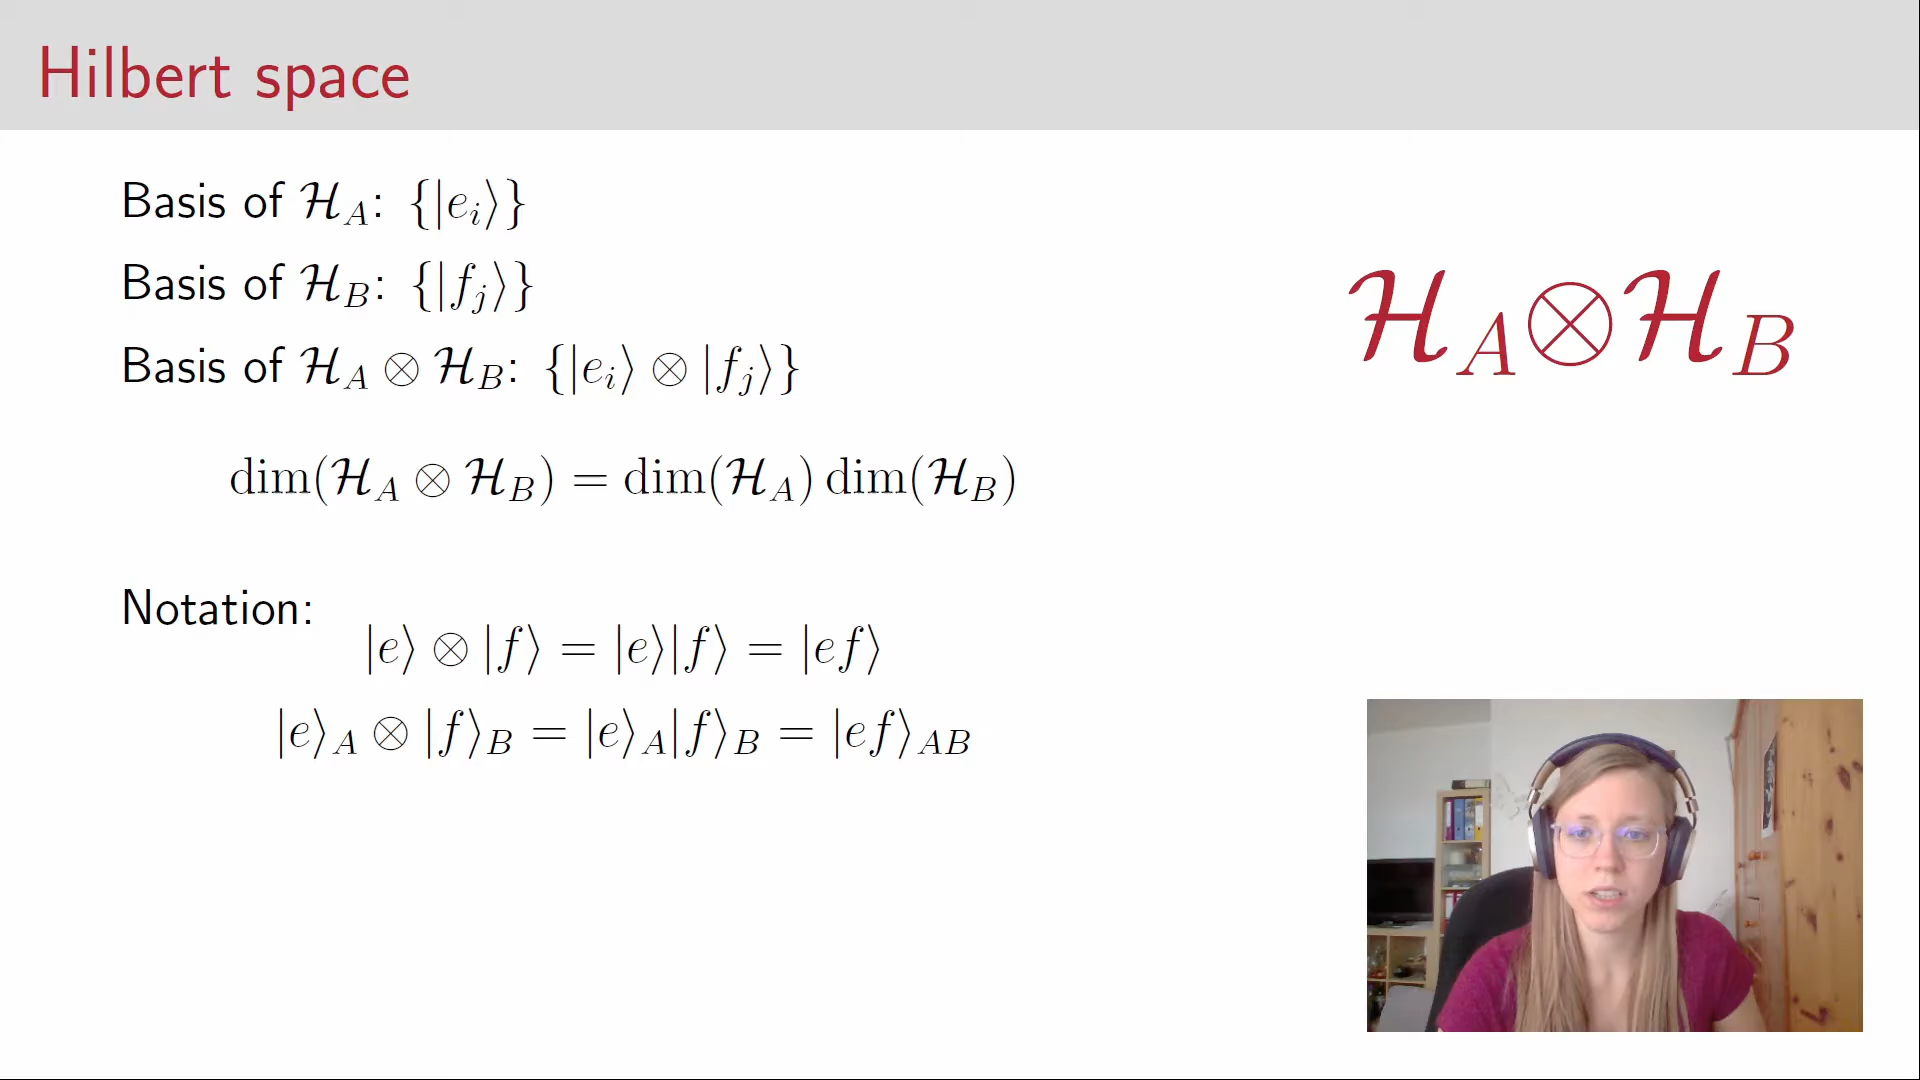 Hilbert space
Basis of ℋ_A: {|e_i⟩}
Basis of ℋ_B: {|f_j⟩}
Basis of ℋ_A ⊗ ℋ_B: {|e_i⟩ ⊗ |f_j⟩}
ℋ_A ⊗ ℋ_B
dim(ℋ_A ⊗ ℋ_B) = dim(ℋ_A) dim(ℋ_B)
Notation:
|e⟩ ⊗ |f⟩ = |e⟩|f⟩ = |ef⟩
|e⟩_A ⊗ |f⟩_B = |e⟩_A|f⟩_B = |ef⟩_AB